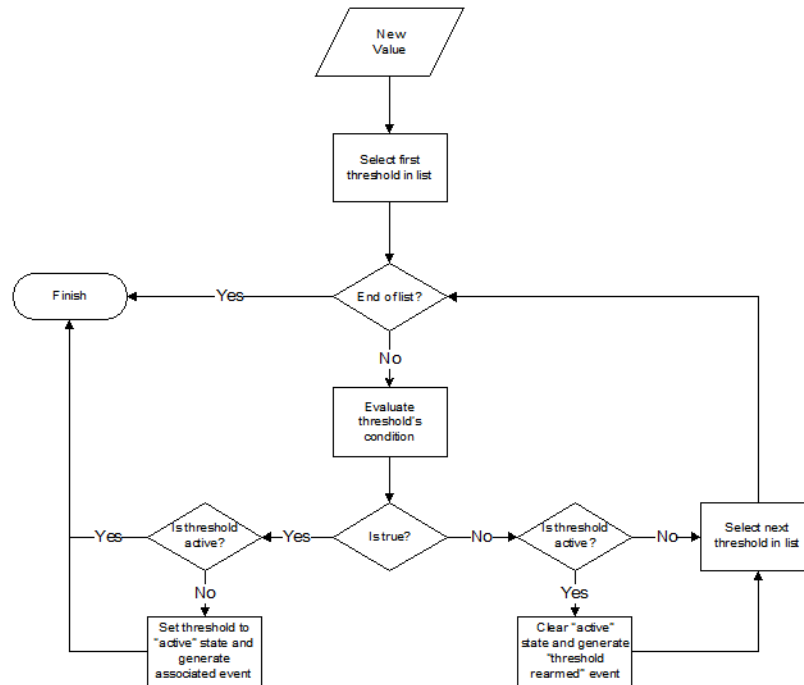 New
Value
Select first
threshold in list
Finish
Yes
End of list?
No
Evaluate
threshold's
condition
Is threshold
active?
Yes
Yes
Is true?
No
Is threshold
active?
No
Select next
threshold in list
No
Yes
Set threshold to
"active" state and
generate
associated event
Clear "active"
state and generate
"threshold
rearmed" event